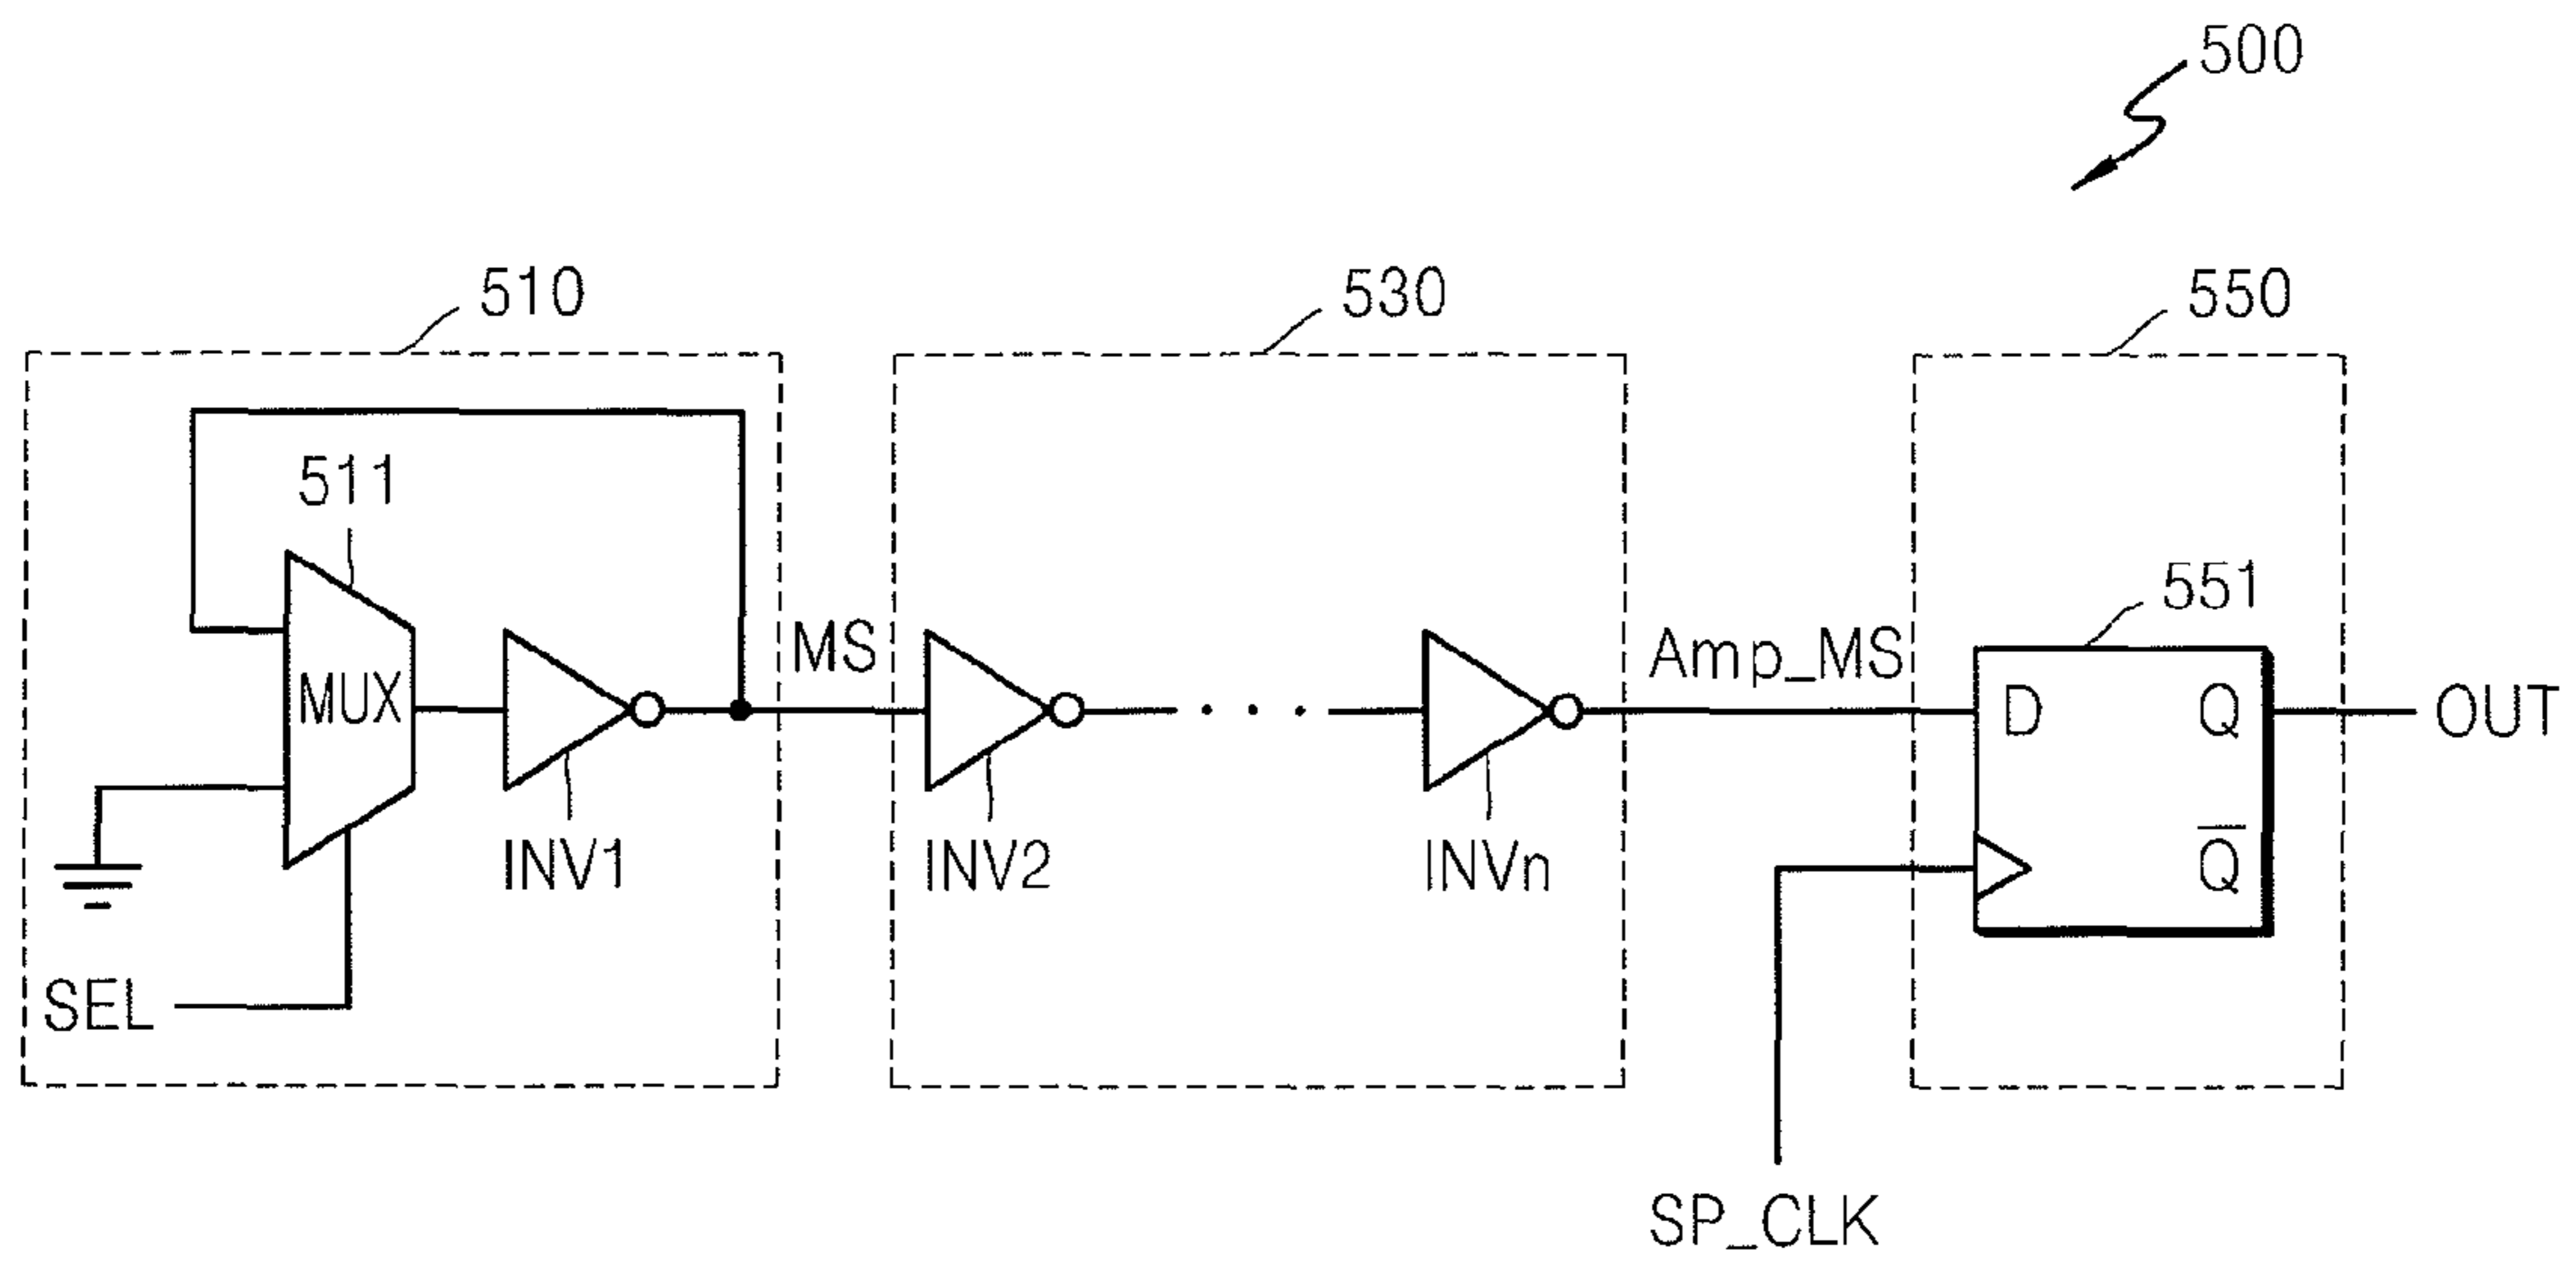 500
510
530
550
511
551
MUX
MS
Amp_MS
D
Q
OUT
INV1
INV2
INVn
Q̅
SEL
SP_CLK